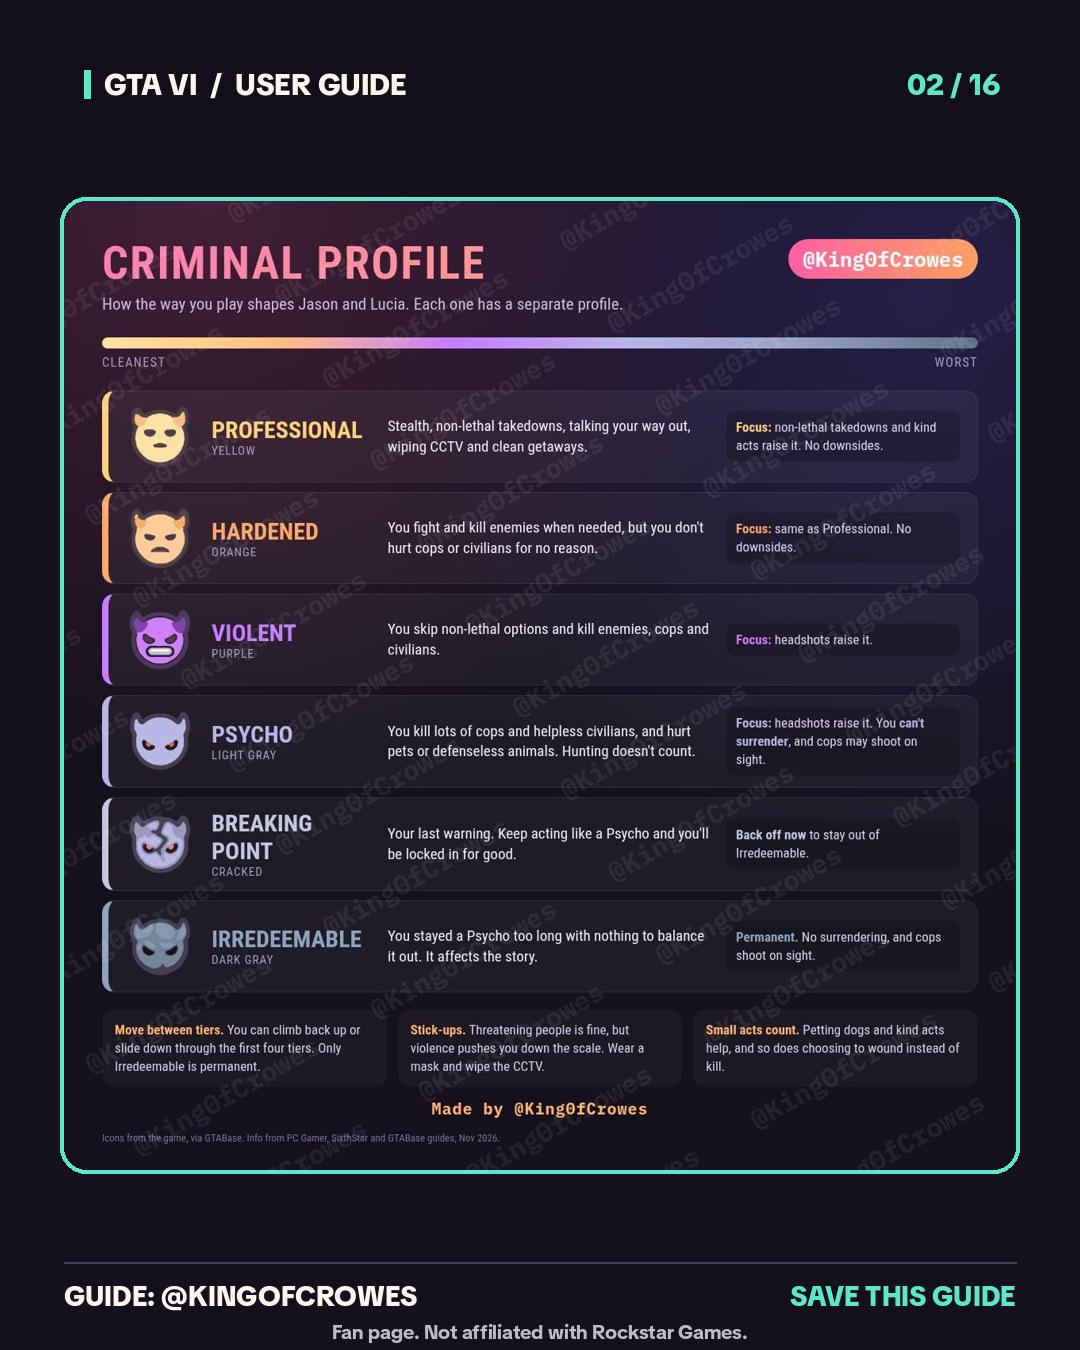 GTA VI / USER GUIDE
02 / 16
CRIMINAL PROFILE
@KingOfCrowes
How the way you play shapes Jason and Lucia. Each one has a separate profile.
CLEANEST
WORST
PROFESSIONAL
YELLOW
Stealth, non-lethal takedowns, talking your way out,
wiping CCTV and clean getaways.
Focus: non-lethal takedowns and kind
acts raise it. No downsides.
HARDENED
ORANGE
You fight and kill enemies when needed, but you don't
hurt cops or civilians for no reason.
Focus: same as Professional. No
downsides.
VIOLENT
PURPLE
You skip non-lethal options and kill enemies, cops and
civilians.
Focus: headshots raise it.
PSYCHO
LIGHT GRAY
You kill lots of cops and helpless civilians, and hurt
pets or defenseless animals. Hunting doesn't count.
Focus: headshots raise it. You can't
surrender, and cops may shoot on
sight.
BREAKING
POINT
CRACKED
Your last warning. Keep acting like a Psycho and you'll
be locked in for good.
Back off now to stay out of
Irredeemable.
IRREDEEMABLE
DARK GRAY
You stayed a Psycho too long with nothing to balance
it out. It affects the story.
Permanent. No surrendering, and cops
shoot on sight.
Move between tiers. You can climb back up or
slide down through the first four tiers. Only
Irredeemable is permanent.
Stick-ups. Threatening people is fine, but
violence pushes you down the scale. Wear a
mask and wipe the CCTV.
Small acts count. Petting dogs and kind acts
help, and so does choosing to wound instead of
kill.
Made by @KingOfCrowes
Icons from the game, via GTABase. Info from PC Gamer, SixthStar and GTABase guides, Nov 2026.
GUIDE: @KINGOFCROWES
SAVE THIS GUIDE
Fan page. Not affiliated with Rockstar Games.